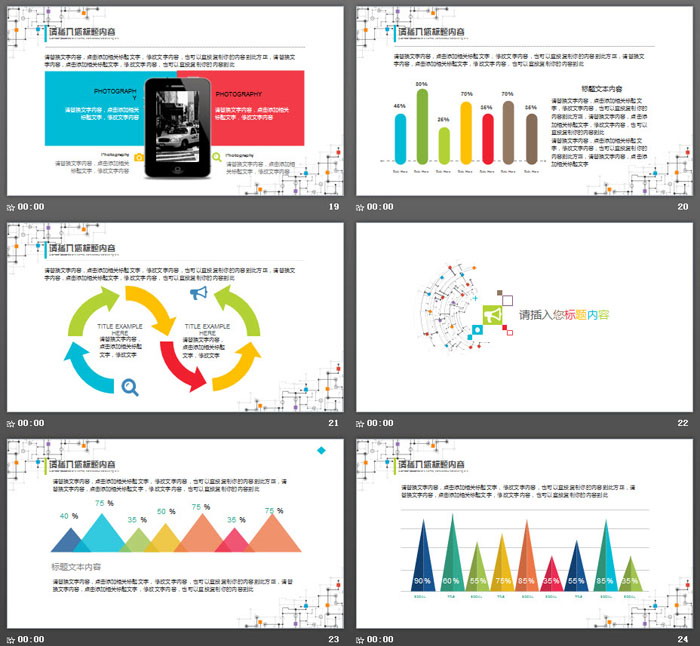 请插入您标题内容
请替换文字内容，点击添加相关标题文字，修改文字内容，也可以直接复制你的内容到此方项，请替换
文字内容，点击添加相关标题文字，修改文字内容，也可以直接复制你的内容到此
PHOTOGRAPH
Y
请替换文字内容，点击添加相关
标题文字，修改文字内容
PHOTOGRAPHY
请替换文字内容，点击添加相关
标题文字，修改文字内容
Photography
请替换文字内容，点击添加相关
标题文字，修改文字内容
Photography
请替换文字内容，点击添加相关
标题文字，修改文字内容
00:00
19
请插入您标题内容
请替换文字内容，点击添加相关标题文字，修改文字内容，也可以直接复制你的内容到此方项，请替换
文字内容，点击添加相关标题文字，修改文字内容，也可以直接复制你的内容到此
46%
80%
26%
70%
56%
70%
56%
标题文本内容
请替换文字内容，点击添加相关标题
文字，修改文字内容，也可以直接复制你的
内容到此
00:00
20
请插入您标题内容
请替换文字内容，点击添加相关标题文字，修改文字内容，也可以直接复制你的内容到此方项，请替换
文字内容，点击添加相关标题文字，修改文字内容，也可以直接复制你的内容到此
TITLE EXAMPLE
HERE
请替换文字内容，
点击添加相关标题
文字，修改文字
TITLE EXAMPLE
HERE
请替换文字内容，
点击添加相关标题
文字，修改文字
00:00
21
请插入您标题内容
00:00
22
请插入您标题内容
请替换文字内容，点击添加相关标题文字，修改文字内容，也可以直接复制你的内容到此方项，请替换
文字内容，点击添加相关标题文字，修改文字内容，也可以直接复制你的内容到此
40 %
75 %
35 %
50 %
75 %
35 %
75 %
标题文本内容
请替换文字内容，点击添加相关标题文字，修改文字内容，也可以直接复制你的内容到此方项，请替
换文字内容，点击添加相关标题文字，修改文字内容，也可以直接复制你的内容到此
00:00
23
请插入您标题内容
请替换文字内容，点击添加相关标题文字，修改文字内容，也可以直接复制你的内容到此方项，请
替换文字内容，点击添加相关标题文字，修改文字内容，也可以直接复制你的内容到此
90%
60%
55%
75%
85%
35%
55%
85%
35%
00:00
24